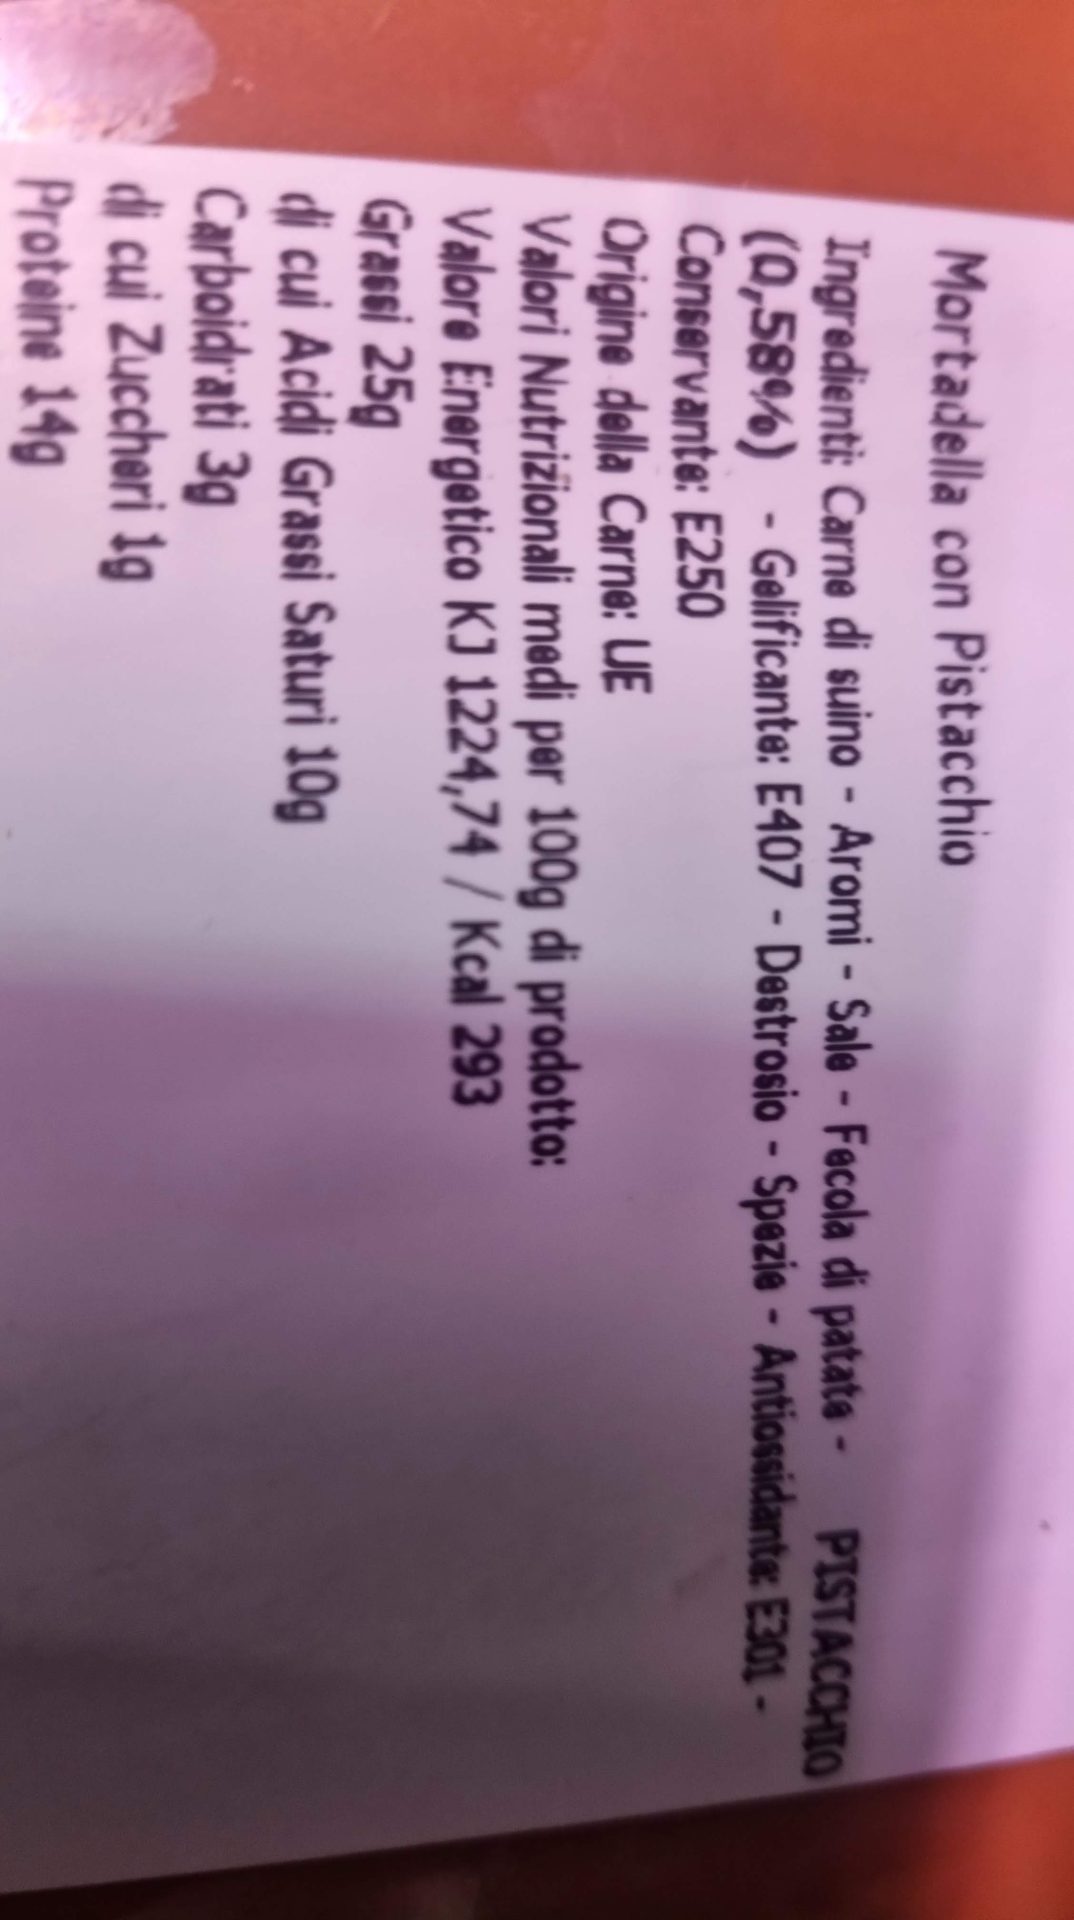 Mortadella con Pistacchio
Ingredienti: Carne di suino - Aromi - Sale - Fecola di patate - PISTACCHIO
(0,58%) - Gelificante: E407 - Destrosio - Spezie - Antiossidante: E301 -
Conservante: E250
Origine della Carne: UE
Valori Nutrizionali medi per 100g di prodotto:
Valore Energetico KJ 1224,74 / Kcal 293
Grassi 25g
di cui Acidi Grassi Saturi 10g
Carboidrati 3g
di cui Zuccheri 1g
Proteine 14g